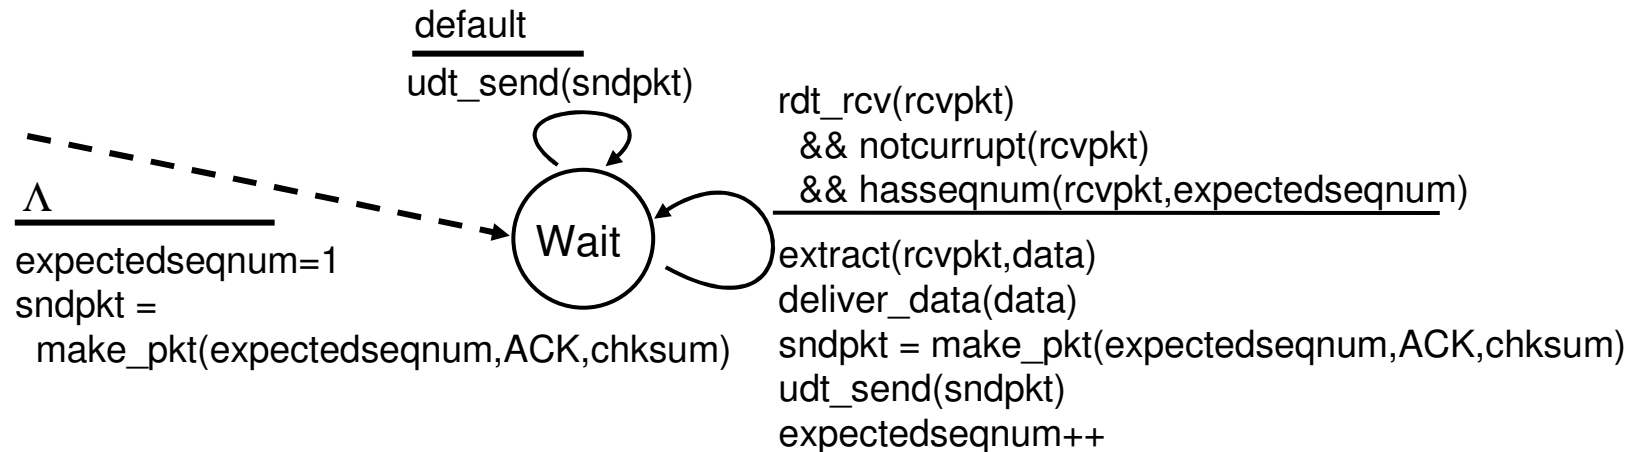 default
udt_send(sndpkt)
rdt_rcv(rcvpkt)
&& notcurrupt(rcvpkt)
&& hasseqnum(rcvpkt,expectedseqnum)
Λ
Wait
expectedseqnum=1
sndpkt =
make_pkt(expectedseqnum,ACK,chksum)
extract(rcvpkt,data)
deliver_data(data)
sndpkt = make_pkt(expectedseqnum,ACK,chksum)
udt_send(sndpkt)
expectedseqnum++